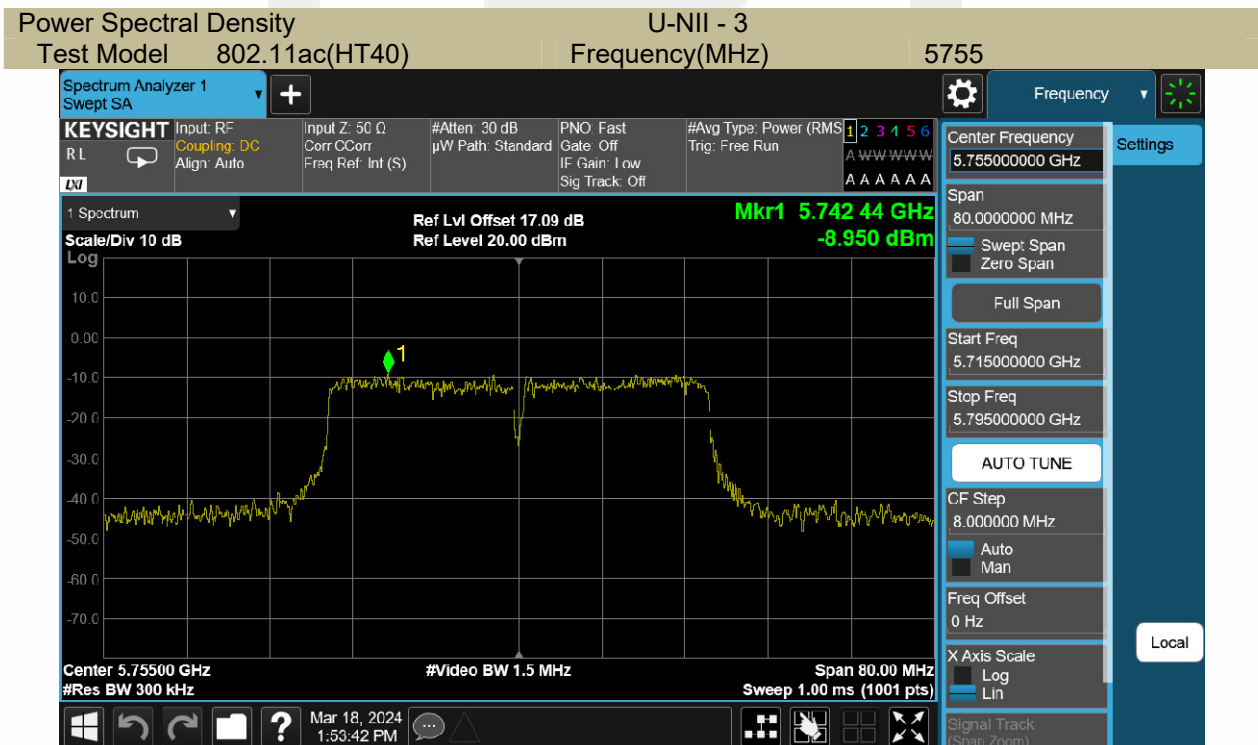 Power Spectral Density U-NII - 3
Test Model 802.11ac(HT40) Frequency(MHz) 5755
Spectrum Analyzer 1
Swept SA
+
Frequency
KEYSIGHT
R L
LXI
Input: RF
Coupling: DC
Align: Auto
Input Z: 50 Ω
Corr CCorr
Freq Ref: Int (S)
#Atten: 30 dB
µW Path: Standard
PNO: Fast
Gate: Off
IF Gain: Low
Sig Track: Off
#Avg Type: Power (RMS
Trig: Free Run
1 2 3 4 5 6
A W W W W W
A A A A A A
1 Spectrum
Scale/Div 10 dB
Log
Ref Lvl Offset 17.09 dB
Ref Level 20.00 dBm
Mkr1 5.742 44 GHz
-8.950 dBm
1
10.0
0.00
-10.0
-20.0
-30.0
-40.0
-50.0
-60.0
-70.0
Center 5.75500 GHz
#Res BW 300 kHz
#Video BW 1.5 MHz
Span 80.00 MHz
Sweep 1.00 ms (1001 pts)
?
Mar 18, 2024
1:53:42 PM
Center Frequency
5.755000000 GHz
Settings
Span
80.0000000 MHz
Swept Span
Zero Span
Full Span
Start Freq
5.715000000 GHz
Stop Freq
5.795000000 GHz
AUTO TUNE
CF Step
8.000000 MHz
Auto
Man
Freq Offset
0 Hz
X Axis Scale
Log
Lin
Local
Signal Track
(Span Zoom)